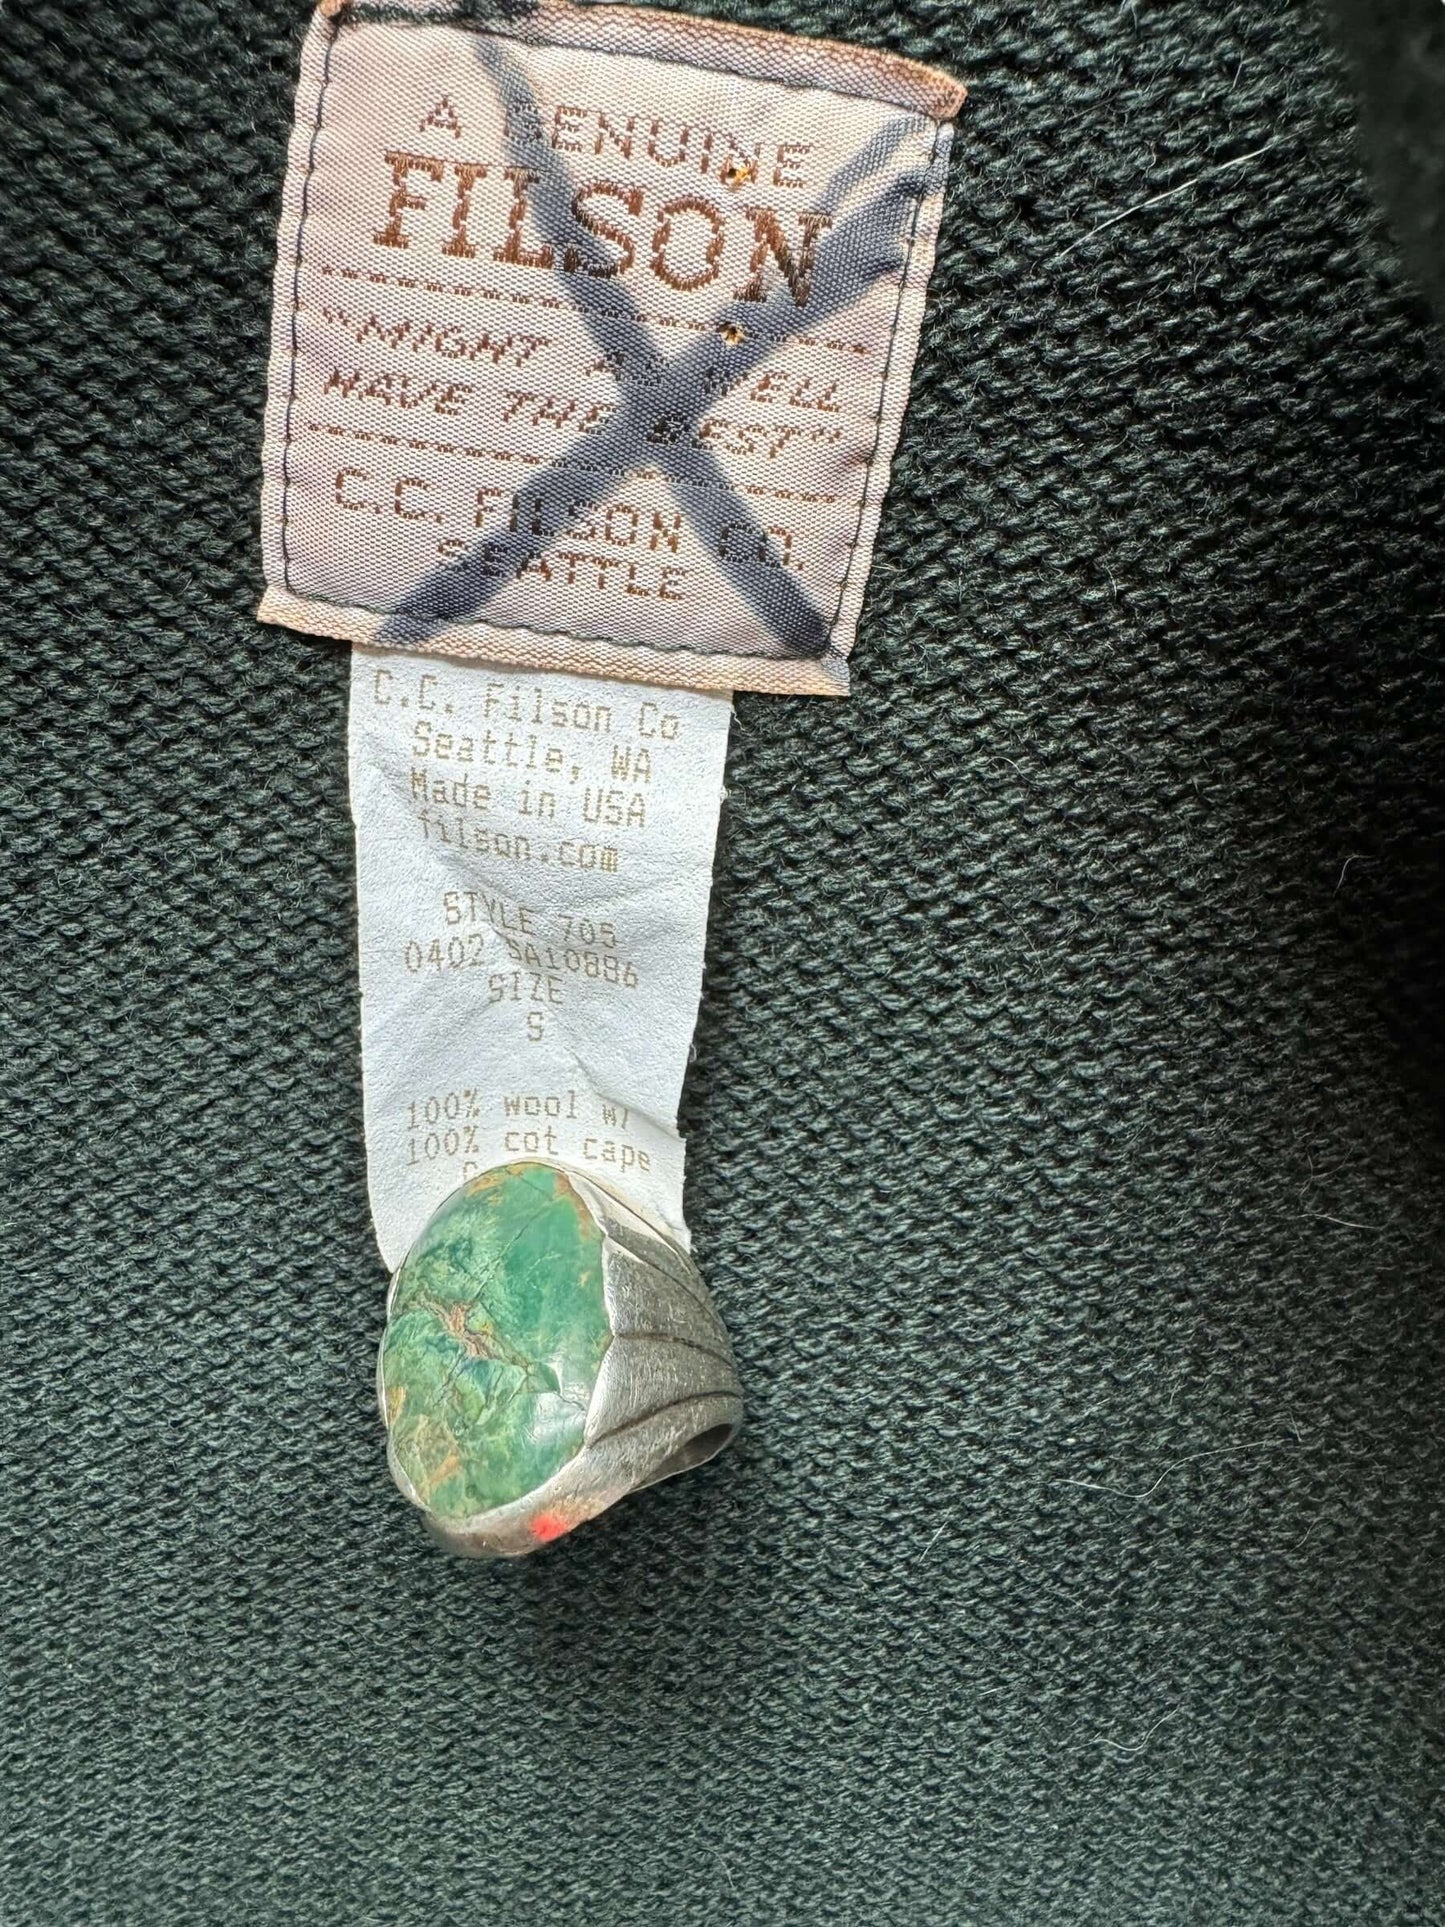 A GENUINE
FILSON
"MIGHT AS WELL
HAVE THE BEST"
C.C. FILSON CO.
SEATTLE
C.C. Filson Co
Seattle, WA
Made in USA
filson.com
STYLE 705
0402 SA10886
SIZE
S
100% wool w/
100% cot cape